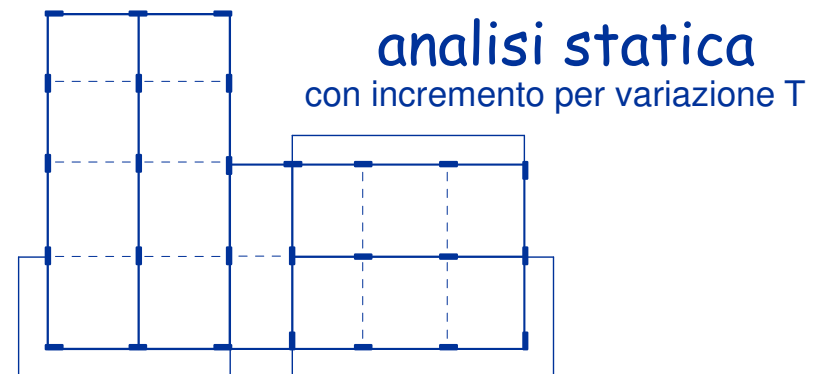 analisi statica
con incremento per variazione T